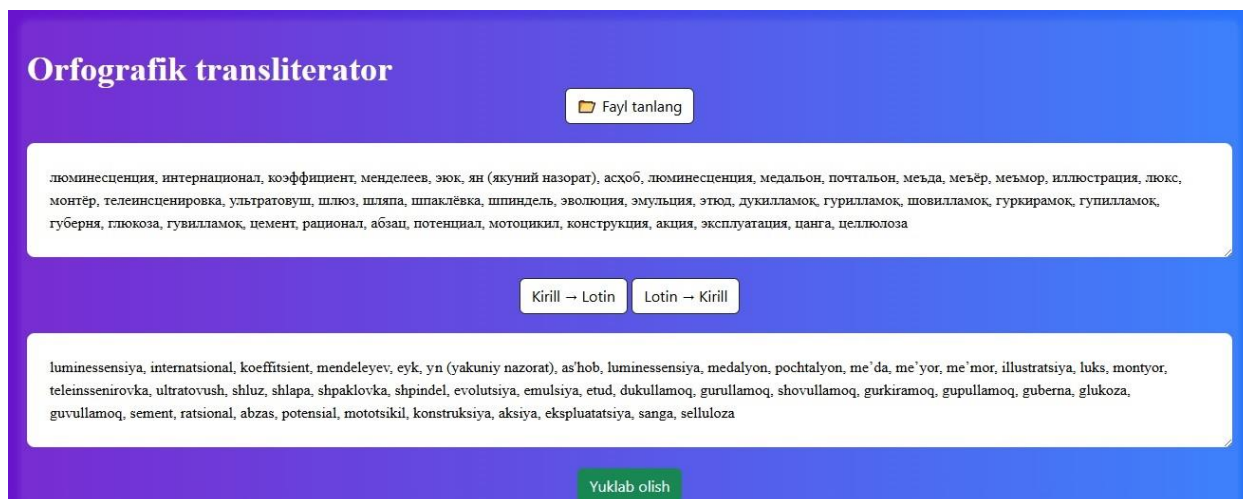 Orfografik transliterator
Fayl tanlang
люминесценция, интернационал, коэффициент, менделеев, эюк, ян (якуний назорат), асҳоб, люминесценция, медальон, почтальон, меъда, меъёр, меъмор, иллюстрация, люкс,
монтёр, телеинсценировка, ультратовуш, шлюз, шляпа, шпаклёвка, шпиндель, эволюция, эмульция, этюд, дукилламоқ, гурилламоқ, шовилламоқ, гуркирамоқ, гупилламоқ,
губерня, глюкоза, гувилламоқ, цемент, рационал, абзац, потенциал, мотоцикил, конструкция, акция, эксплуатация, цанга, целлюлоза
Kirill → Lotin Lotin → Kirill
luminessensiya, internatsional, koeffitsient, mendeleyev, eyk, yn (yakuniy nazorat), as'hob, luminessensiya, medalyon, pochtalyon, me’da, me’yor, me’mor, illustratsiya, luks, montyor,
teleinssenirovka, ultratovush, shluz, shlapa, shpaklovka, shpindel, evolutsiya, emulsiya, etud, dukullamoq, gurullamoq, shovullamoq, gurkiramoq, gupullamoq, guberna, glukoza,
guvullamoq, sement, ratsional, abzas, potensial, mototsikil, konstruksiya, aksiya, ekspluatatsiya, sanga, selluloza
Yuklab olish